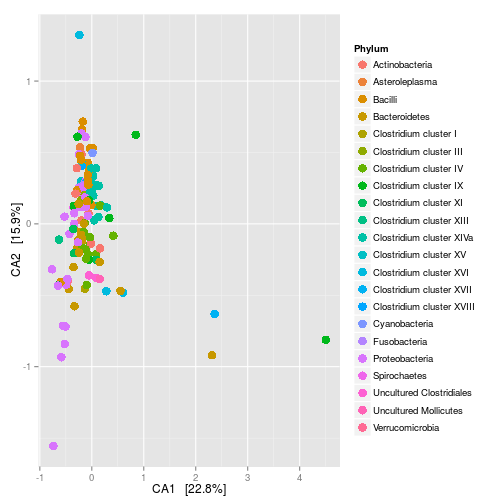 Phylum
Actinobacteria
Asteroleplasma
Bacilli
Bacteroidetes
Clostridium cluster I
Clostridium cluster III
Clostridium cluster IV
Clostridium cluster IX
Clostridium cluster XI
Clostridium cluster XIII
Clostridium cluster XIVa
Clostridium cluster XV
Clostridium cluster XVI
Clostridium cluster XVII
Clostridium cluster XVIII
Cyanobacteria
Fusobacteria
Proteobacteria
Spirochaetes
Uncultured Clostridiales
Uncultured Mollicutes
Verrucomicrobia
CA2 [15.9%]
1
0
-1
-1 0 1 2 3 4
CA1 [22.8%]